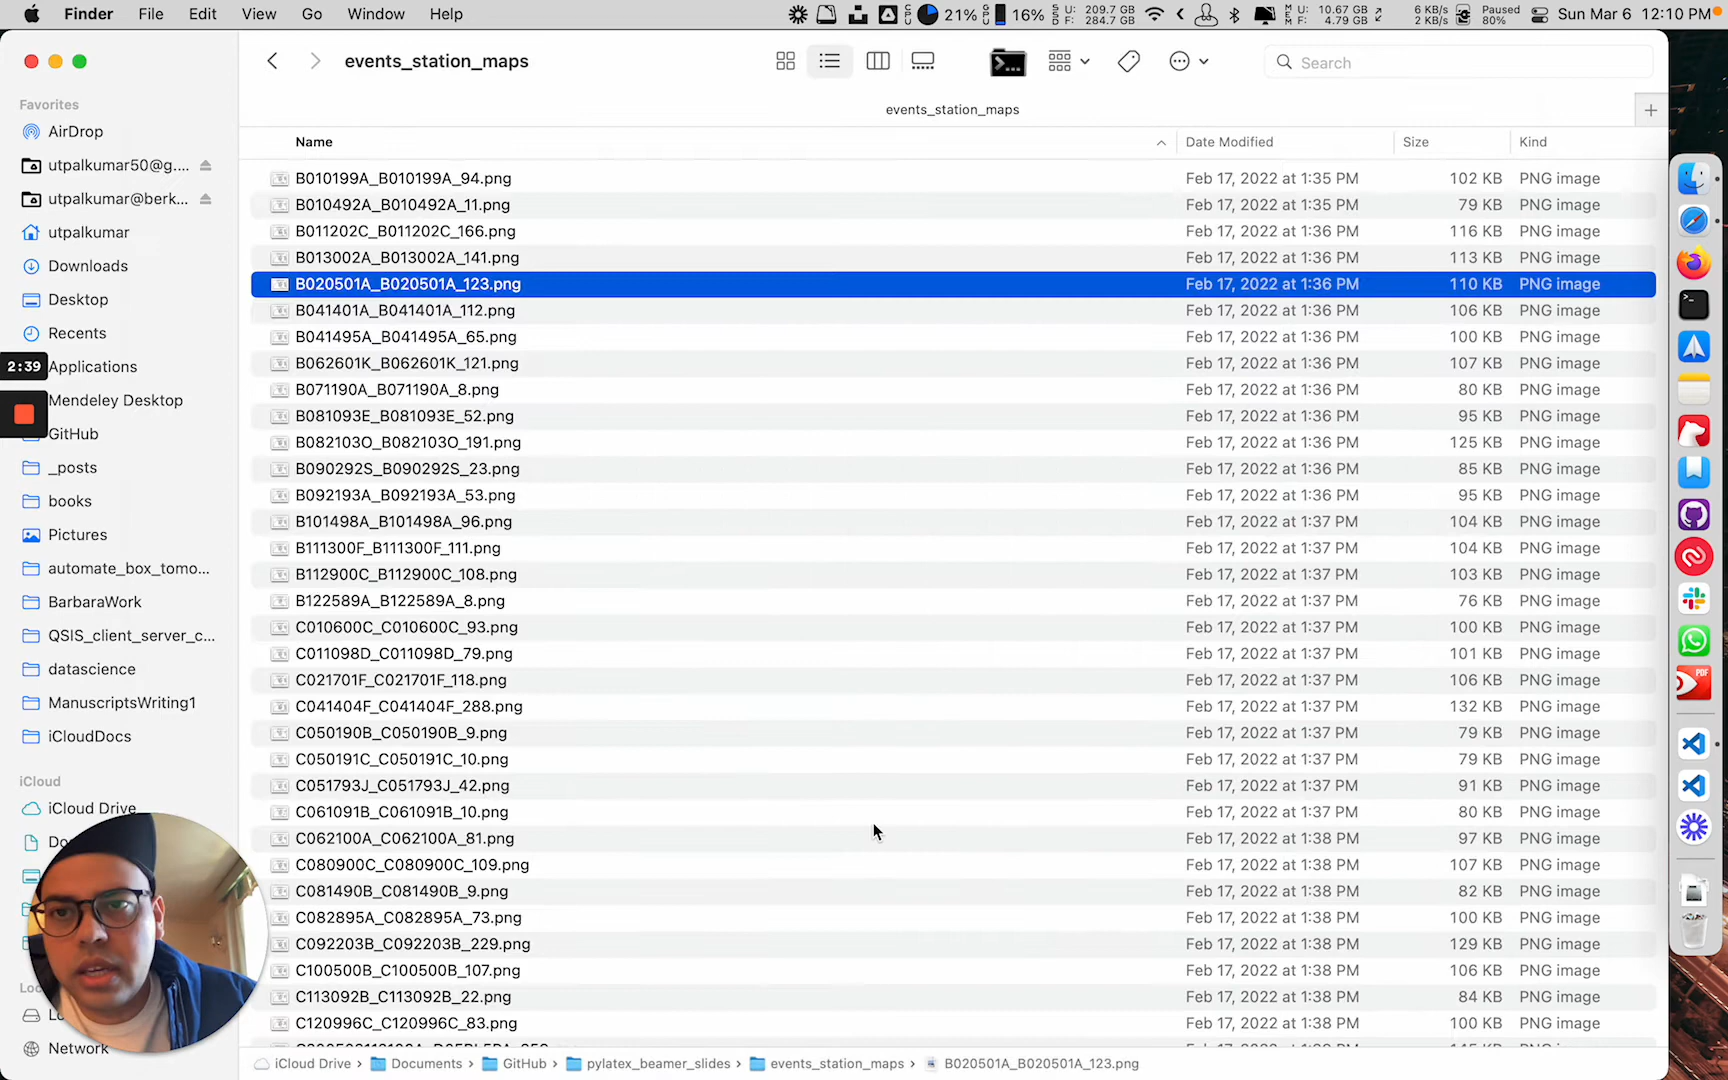 Finder File Edit View Go Window Help 21% 16% U: 209.7 GB F: 284.7 GB U: 10.67 GB F: 4.79 GB 6 KB/s 2 KB/s Paused 80% Sun Mar 6 12:10 PM
events_station_maps
Search
events_station_maps
Name Date Modified Size Kind
B010199A_B010199A_94.png Feb 17, 2022 at 1:35 PM 102 KB PNG image
B010492A_B010492A_11.png Feb 17, 2022 at 1:35 PM 79 KB PNG image
B011202C_B011202C_166.png Feb 17, 2022 at 1:36 PM 116 KB PNG image
B013002A_B013002A_141.png Feb 17, 2022 at 1:36 PM 113 KB PNG image
B020501A_B020501A_123.png Feb 17, 2022 at 1:36 PM 110 KB PNG image
B041401A_B041401A_112.png Feb 17, 2022 at 1:36 PM 106 KB PNG image
B041495A_B041495A_65.png Feb 17, 2022 at 1:36 PM 100 KB PNG image
B062601K_B062601K_121.png Feb 17, 2022 at 1:36 PM 107 KB PNG image
B071190A_B071190A_8.png Feb 17, 2022 at 1:36 PM 80 KB PNG image
B081093E_B081093E_52.png Feb 17, 2022 at 1:36 PM 95 KB PNG image
B082103O_B082103O_191.png Feb 17, 2022 at 1:36 PM 125 KB PNG image
B090292S_B090292S_23.png Feb 17, 2022 at 1:36 PM 85 KB PNG image
B092193A_B092193A_53.png Feb 17, 2022 at 1:36 PM 95 KB PNG image
B101498A_B101498A_96.png Feb 17, 2022 at 1:37 PM 104 KB PNG image
B111300F_B111300F_111.png Feb 17, 2022 at 1:37 PM 104 KB PNG image
B112900C_B112900C_108.png Feb 17, 2022 at 1:37 PM 103 KB PNG image
B122589A_B122589A_8.png Feb 17, 2022 at 1:37 PM 76 KB PNG image
C010600C_C010600C_93.png Feb 17, 2022 at 1:37 PM 100 KB PNG image
C011098D_C011098D_79.png Feb 17, 2022 at 1:37 PM 101 KB PNG image
C021701F_C021701F_118.png Feb 17, 2022 at 1:37 PM 106 KB PNG image
C041404F_C041404F_288.png Feb 17, 2022 at 1:37 PM 132 KB PNG image
C050190B_C050190B_9.png Feb 17, 2022 at 1:37 PM 79 KB PNG image
C050191C_C050191C_10.png Feb 17, 2022 at 1:37 PM 79 KB PNG image
C051793J_C051793J_42.png Feb 17, 2022 at 1:37 PM 91 KB PNG image
C061091B_C061091B_10.png Feb 17, 2022 at 1:37 PM 80 KB PNG image
C062100A_C062100A_81.png Feb 17, 2022 at 1:38 PM 97 KB PNG image
C080900C_C080900C_109.png Feb 17, 2022 at 1:38 PM 107 KB PNG image
C081490B_C081490B_9.png Feb 17, 2022 at 1:38 PM 82 KB PNG image
C082895A_C082895A_73.png Feb 17, 2022 at 1:38 PM 100 KB PNG image
C092203B_C092203B_229.png Feb 17, 2022 at 1:38 PM 129 KB PNG image
C100500B_C100500B_107.png Feb 17, 2022 at 1:38 PM 106 KB PNG image
C113092B_C113092B_22.png Feb 17, 2022 at 1:38 PM 84 KB PNG image
C120996C_C120996C_83.png Feb 17, 2022 at 1:38 PM 100 KB PNG image
iCloud Drive › Documents › GitHub › pylatex_beamer_slides › events_station_maps › B020501A_B020501A_123.png
Favorites
AirDrop
utpalkumar50@g....
utpalkumar@berk...
utpalkumar
Downloads
Desktop
Recents
2:39
Applications
Mendeley Desktop
GitHub
_posts
books
Pictures
automate_box_tomo...
BarbaraWork
QSIS_client_server_c...
datascience
ManuscriptsWriting1
iCloudDocs
iCloud
iCloud Drive
Network
PDF